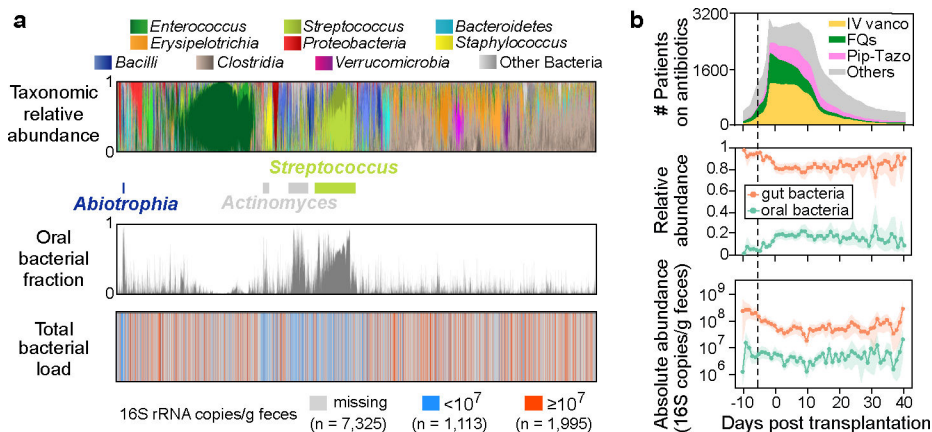 a
Enterococcus Streptococcus Bacteroidetes
Erysipelotrichia Proteobacteria Staphylococcus
Bacilli Clostridia Verrucomicrobia Other Bacteria
Taxonomic
relative
abundance
1
0
Streptococcus
Abiotrophia Actinomyces
Oral
bacterial
fraction
1
0
Total
bacterial
load
16S rRNA copies/g feces
missing <10⁷ ≥10⁷
(n = 7,325) (n = 1,113) (n = 1,995)
b
# Patients
on antibiotics
3200
1600
0
IV vanco
FQs
Pip-Tazo
Others
Relative
abundance
1
0.8
0.6
0.4
0.2
0
gut bacteria
oral bacteria
Absolute abundance
(16S copies/g feces)
10⁹
10⁸
10⁷
10⁶
-10 0 10 20 30 40
Days post transplantation